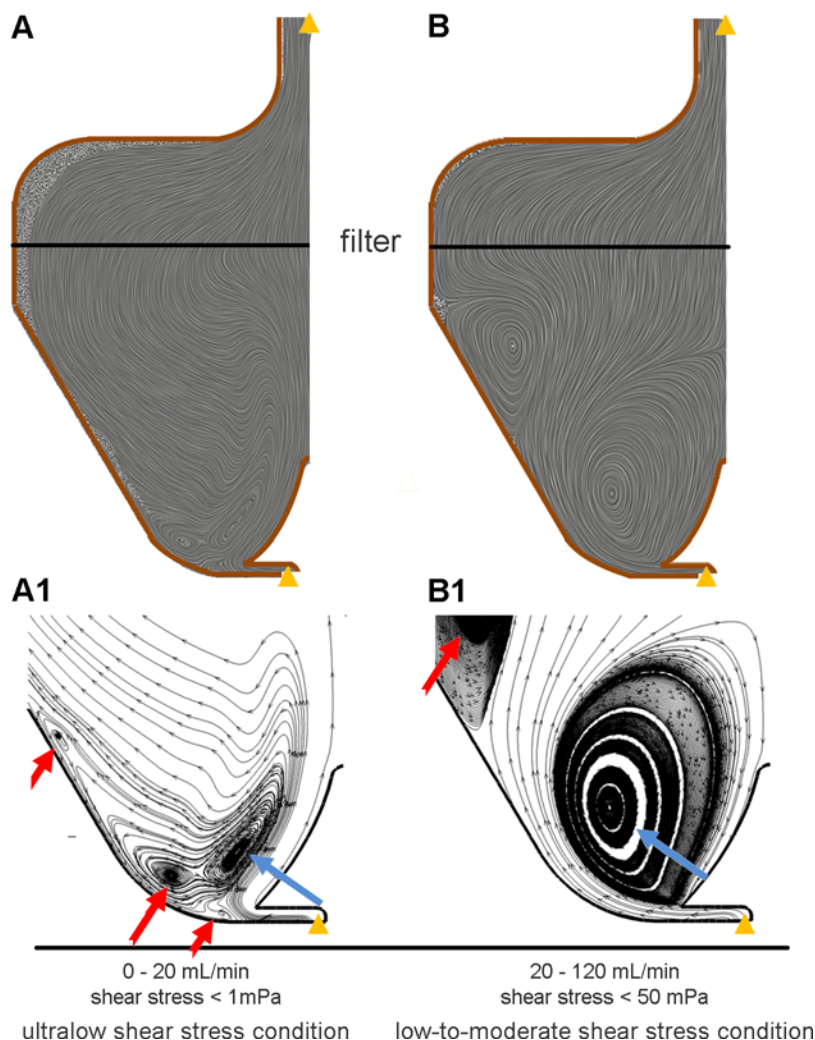 A B
filter
A1 B1
0 - 20 mL/min 20 - 120 mL/min
shear stress < 1mPa shear stress < 50 mPa
ultralow shear stress condition low-to-moderate shear stress condition